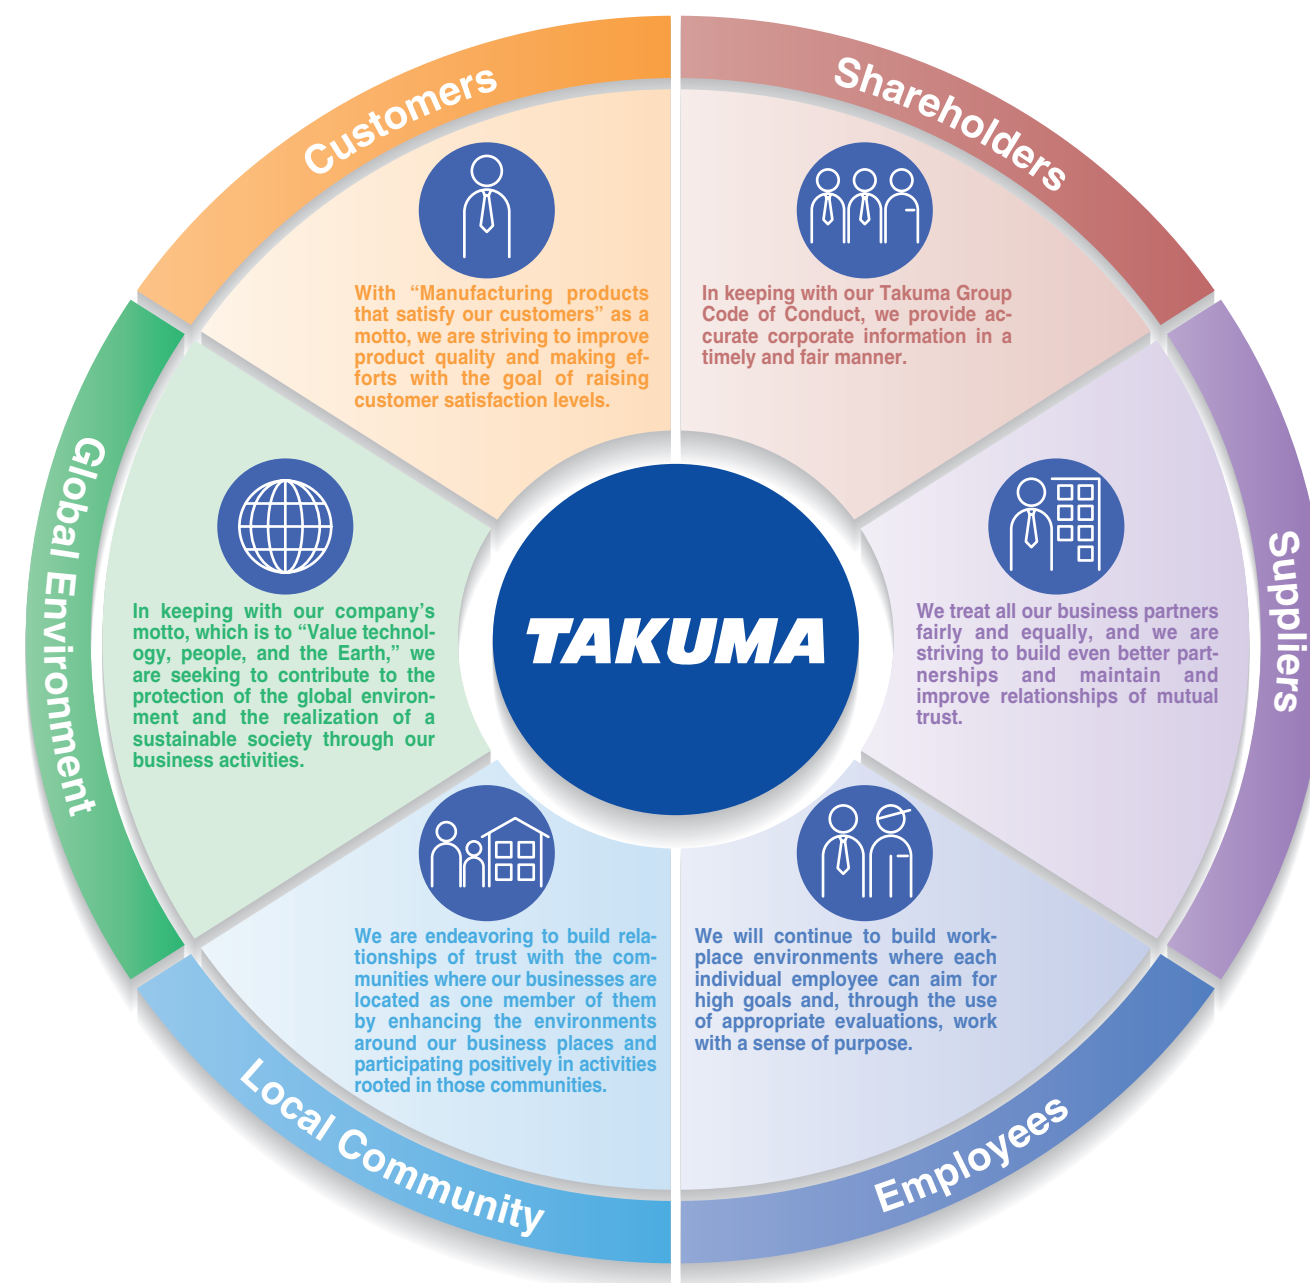 Customers
With “Manufacturing products
that satisfy our customers” as a
motto, we are striving to improve
product quality and making ef-
forts with the goal of raising
customer satisfaction levels.
Shareholders
In keeping with our Takuma Group
Code of Conduct, we provide ac-
curate corporate information in a
timely and fair manner.
Global Environment
In keeping with our company’s
motto, which is to “Value technol-
ogy, people, and the Earth,” we
are seeking to contribute to the
protection of the global environ-
ment and the realization of a
sustainable society through our
business activities.
TAKUMA
Suppliers
We treat all our business partners
fairly and equally, and we are
striving to build even better part-
nerships and maintain and
improve relationships of mutual
trust.
Local Community
We are endeavoring to build rela-
tionships of trust with the com-
munities where our businesses are
located as one member of them
by enhancing the environments
around our business places and
participating positively in activities
rooted in those communities.
Employees
We will continue to build work-
place environments where each
individual employee can aim for
high goals and, through the use
of appropriate evaluations, work
with a sense of purpose.